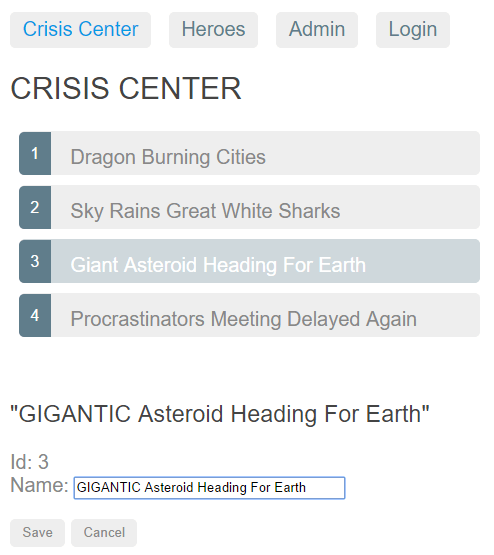 Crisis Center Heroes Admin Login
CRISIS CENTER
1 Dragon Burning Cities
2 Sky Rains Great White Sharks
3 Giant Asteroid Heading For Earth
4 Procrastinators Meeting Delayed Again
"GIGANTIC Asteroid Heading For Earth"
Id: 3
Name: GIGANTIC Asteroid Heading For Earth
Save Cancel